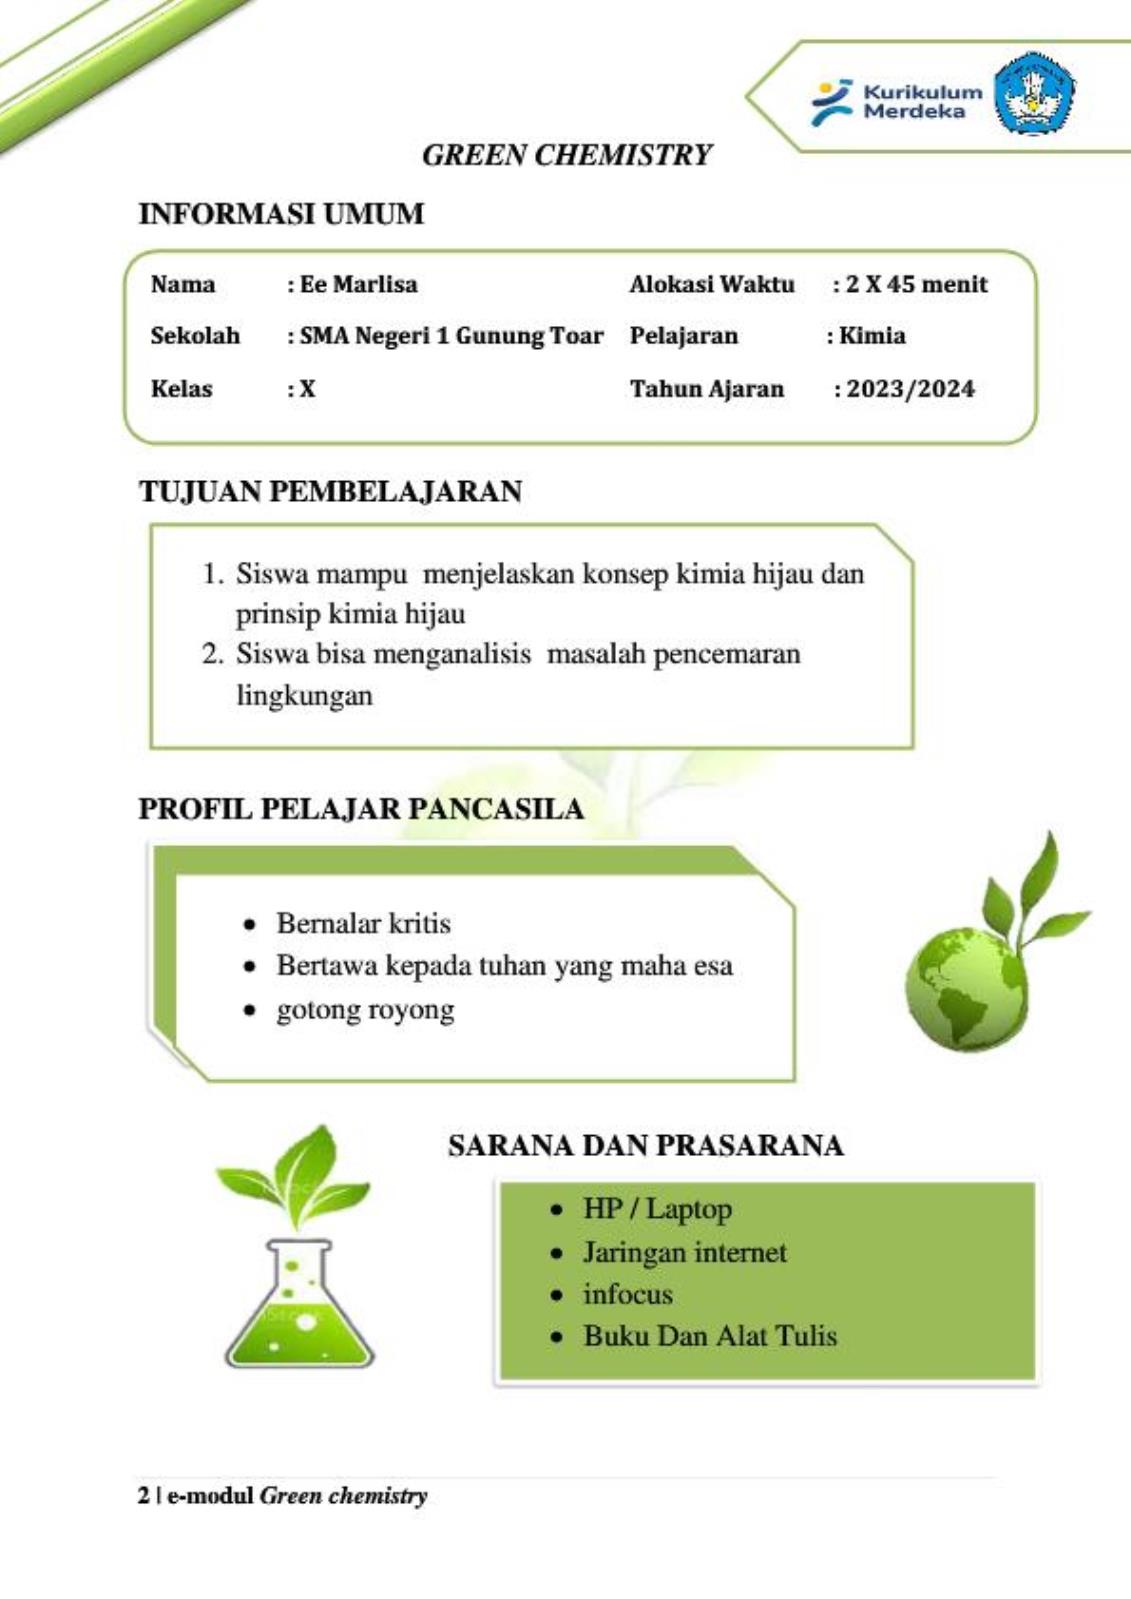 Kurikulum
Merdeka
GREEN CHEMISTRY
INFORMASI UMUM
Nama : Ee Marlisa Alokasi Waktu : 2 X 45 menit
Sekolah : SMA Negeri 1 Gunung Toar Pelajaran : Kimia
Kelas : X Tahun Ajaran : 2023/2024
TUJUAN PEMBELAJARAN
1. Siswa mampu menjelaskan konsep kimia hijau dan
prinsip kimia hijau
2. Siswa bisa menganalisis masalah pencemaran
lingkungan
PROFIL PELAJAR PANCASILA
• Bernalar kritis
• Bertawa kepada tuhan yang maha esa
• gotong royong
SARANA DAN PRASARANA
• HP / Laptop
• Jaringan internet
• infocus
• Buku Dan Alat Tulis
2 | e-modul Green chemistry